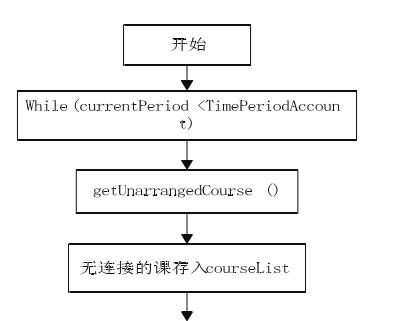 开始
While(currentPeriod <TimePeriodAccoun
t)
getUnarrangedCourse ()
无连接的课存入courseList